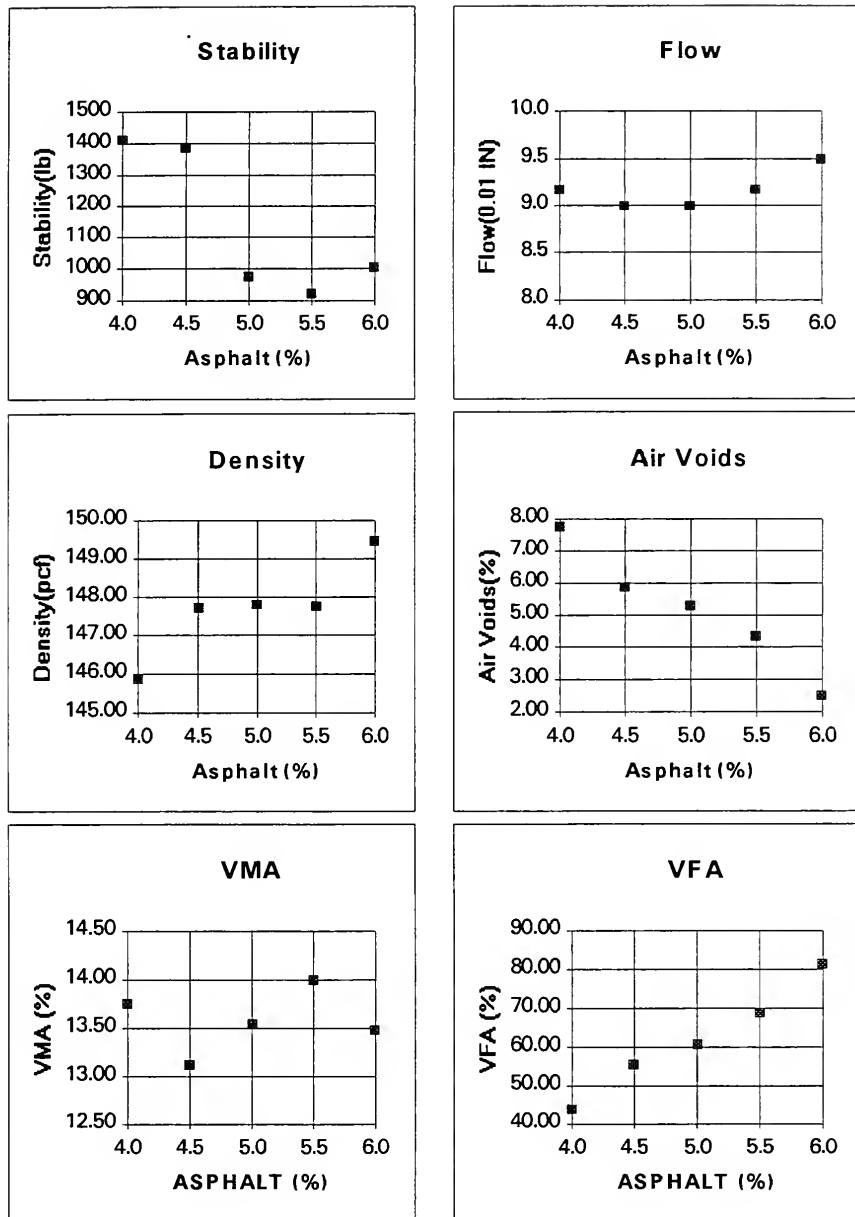 Stability
1500
1400
1300
1200
1100
1000
900
Stability(lb)
4.0 4.5 5.0 5.5 6.0
Asphalt (%)
Flow
10.0
9.5
9.0
8.5
8.0
Flow(0.01 IN)
4.0 4.5 5.0 5.5 6.0
Asphalt (%)
Density
150.00
149.00
148.00
147.00
146.00
145.00
Density(pcf)
4.0 4.5 5.0 5.5 6.0
Asphalt (%)
Air Voids
8.00
7.00
6.00
5.00
4.00
3.00
2.00
Air Voids(%)
4.0 4.5 5.0 5.5 6.0
Asphalt (%)
VMA
14.50
14.00
13.50
13.00
12.50
VMA (%)
4.0 4.5 5.0 5.5 6.0
ASPHALT (%)
VFA
90.00
80.00
70.00
60.00
50.00
40.00
VFA (%)
4.0 4.5 5.0 5.5 6.0
ASPHALT (%)